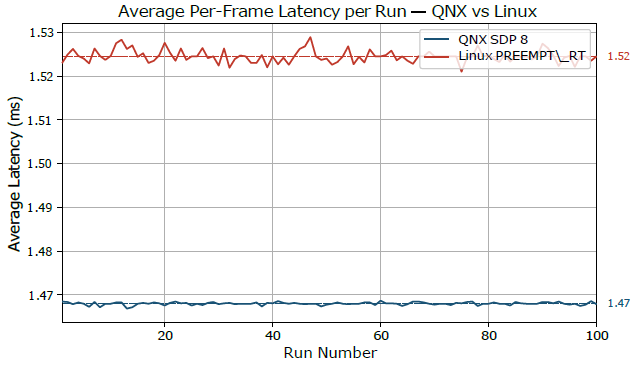 Average Per-Frame Latency per Run — QNX vs Linux
1.53
1.52
1.51
1.50
1.49
1.48
1.47
Average Latency (ms)
QNX SDP 8
Linux PREEMPT\_RT
1.52
1.47
20
40
60
80
100
Run Number